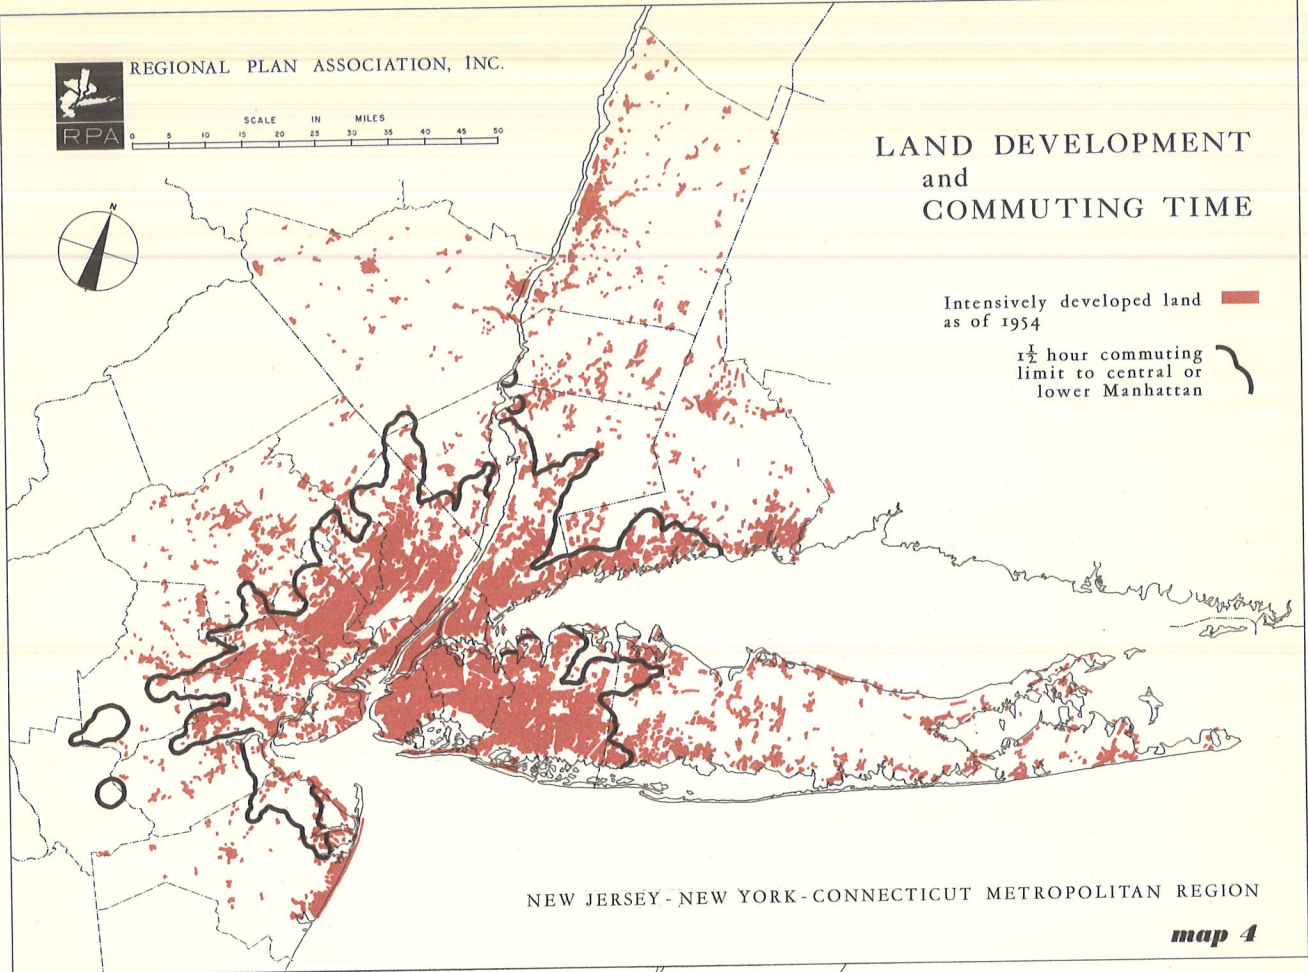 REGIONAL PLAN ASSOCIATION, INC.
RPA
SCALE IN MILES
0 5 10 15 20 25 30 35 40 45 50
N
LAND DEVELOPMENT
and
COMMUTING TIME
Intensively developed land
as of 1954
1½ hour commuting
limit to central or
lower Manhattan
NEW JERSEY - NEW YORK - CONNECTICUT METROPOLITAN REGION
map 4